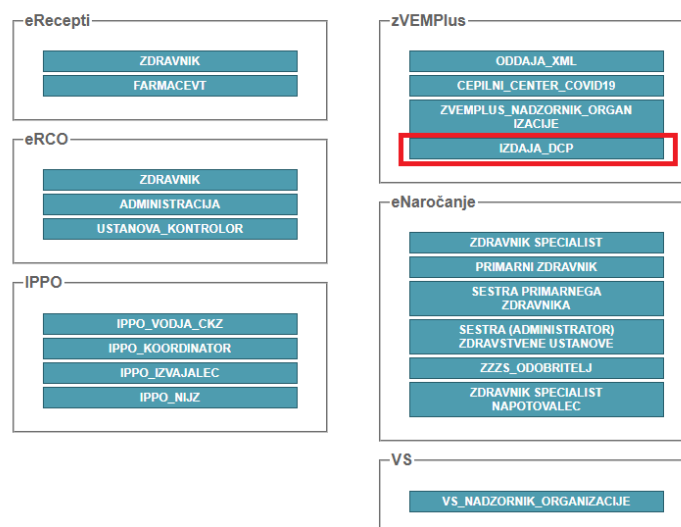 eRecepti
ZDRAVNIK
FARMACEVT
eRCO
ZDRAVNIK
ADMINISTRACIJA
USTANOVA_KONTROLOR
IPPO
IPPO_VODJA_CKZ
IPPO_KOORDINATOR
IPPO_IZVAJALEC
IPPO_NIJZ
zVEMPlus
ODDAJA_XML
CEPILNI_CENTER_COVID19
ZVEMPLUS_NADZORNIK_ORGAN
IZACIJE
IZDAJA_DCP
eNaročanje
ZDRAVNIK SPECIALIST
PRIMARNI ZDRAVNIK
SESTRA PRIMARNEGA
ZDRAVNIKA
SESTRA (ADMINISTRATOR)
ZDRAVSTVENE USTANOVE
ZZZS_ODOBRITELJ
ZDRAVNIK SPECIALIST
NAPOTOVALEC
VS
VS_NADZORNIK_ORGANIZACIJE